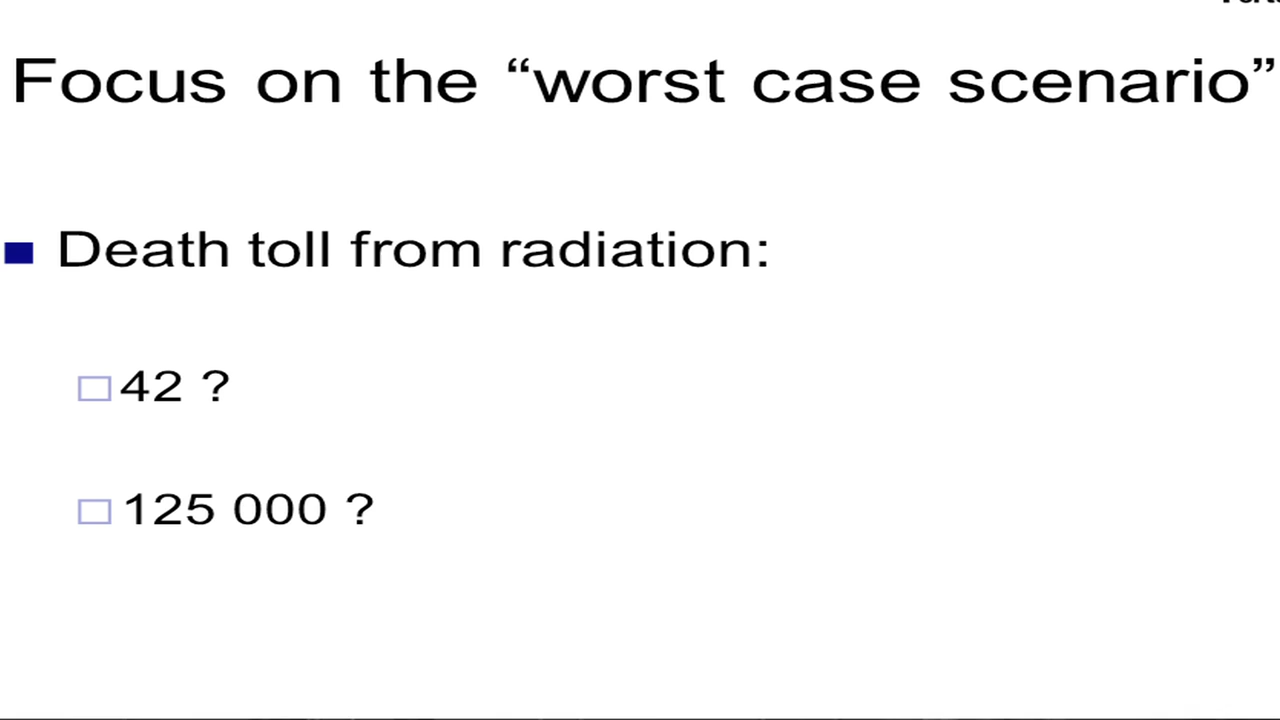 Focus on the “worst case scenario”
Death toll from radiation:
42 ?
125 000 ?